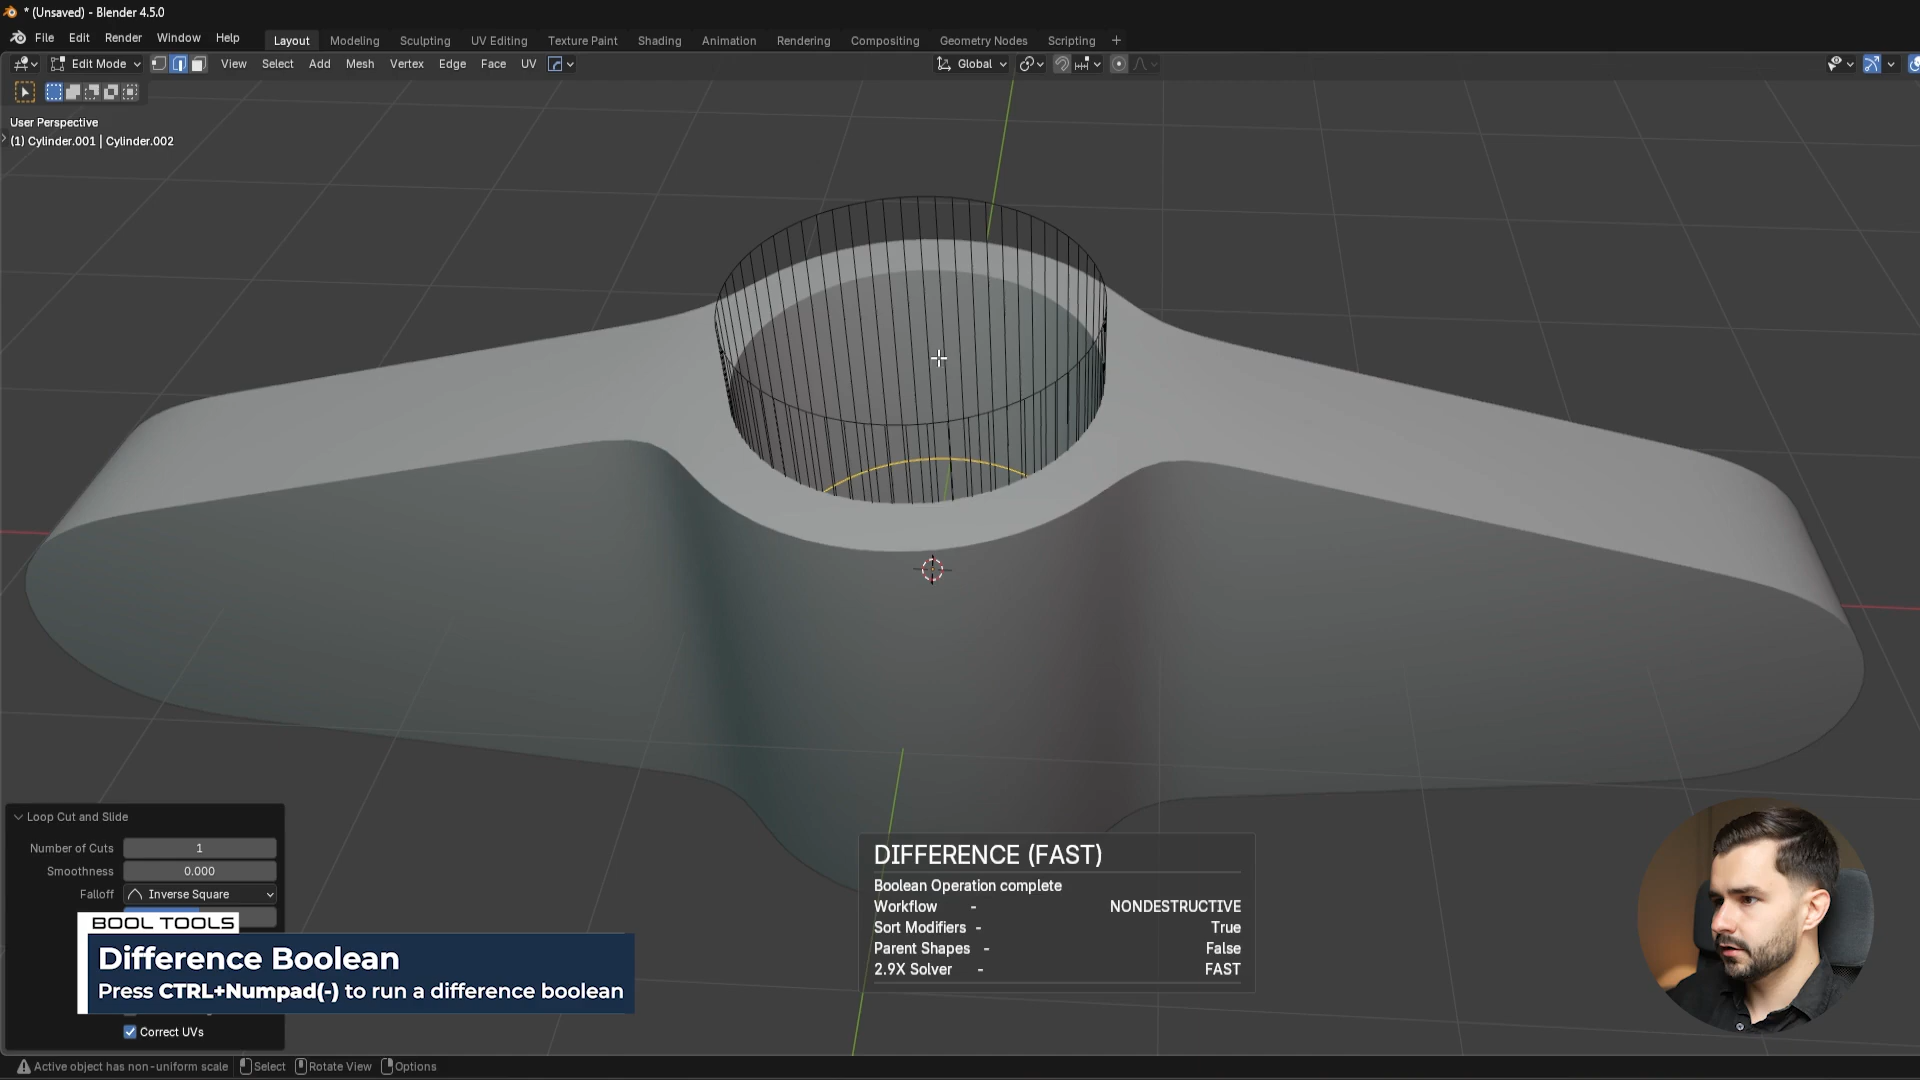 * (Unsaved) - Blender 4.5.0
File Edit Render Window Help Layout Modeling Sculpting UV Editing Texture Paint Shading Animation Rendering Compositing Geometry Nodes Scripting +
Edit Mode View Select Add Mesh Vertex Edge Face UV Global
User Perspective
(1) Cylinder.001 | Cylinder.002
Loop Cut and Slide
Number of Cuts 1
Smoothness 0.000
Falloff Inverse Square
BOOL TOOLS
Difference Boolean
Press CTRL+Numpad(-) to run a difference boolean
Correct UVs
DIFFERENCE (FAST)
Boolean Operation complete
Workflow - NONDESTRUCTIVE
Sort Modifiers - True
Parent Shapes - False
2.9X Solver - FAST
Active object has non-uniform scale Select Rotate View Options